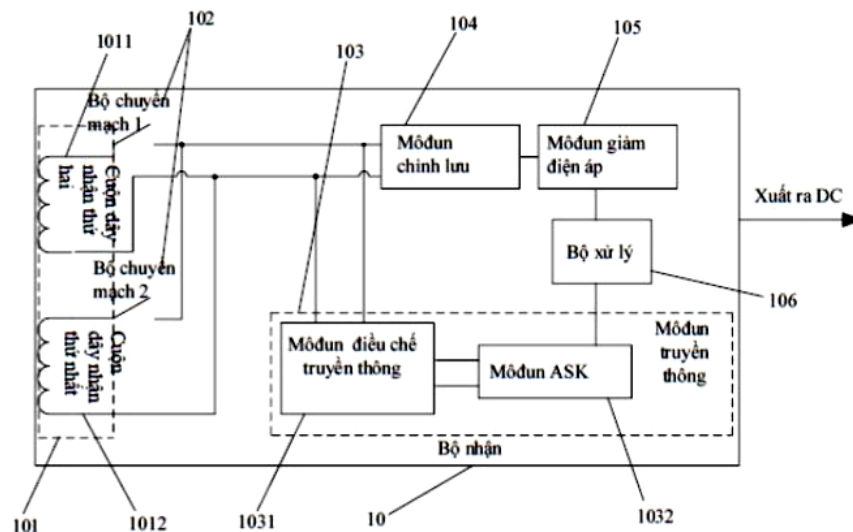 102
104
105
1011
103
Bộ chuyển
mạch 1
Môđun
chỉnh lưu
Môđun giảm
điện áp
Cuộn dây
nhận thứ
hai
Xuất ra DC
Bộ xử lý
Bộ chuyển
mạch 2
106
Cuộn
dây nhận
thứ nhất
Môđun điều chế
truyền thông
Môđun ASK
Môđun
truyền
thông
Bộ nhận
101
1012
1031
10
1032